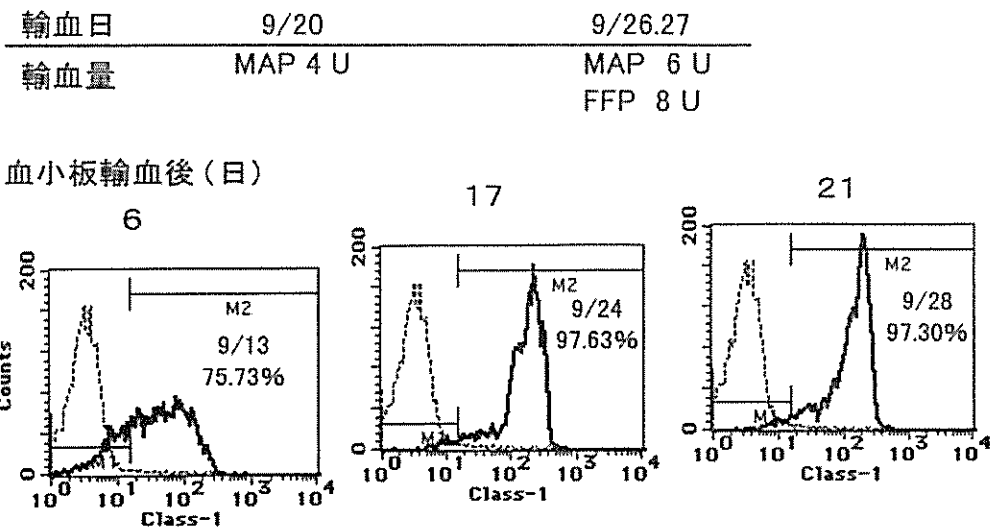 輸血日 9/20 9/26.27
輸血量 MAP 4 U MAP 6 U
FFP 8 U
血小板輸血後(日)
6 17 21
200 200 200
M2 M2 M2
9/13 9/24 9/28
75.73% 97.63% 97.30%
Counts
M1
0 0 0
10^0 10^1 10^2 10^3 10^4 10^0 10^1 10^2 10^3 10^4 10^0 10^1 10^2 10^3 10^4
Class-1 Class-1 Class-1